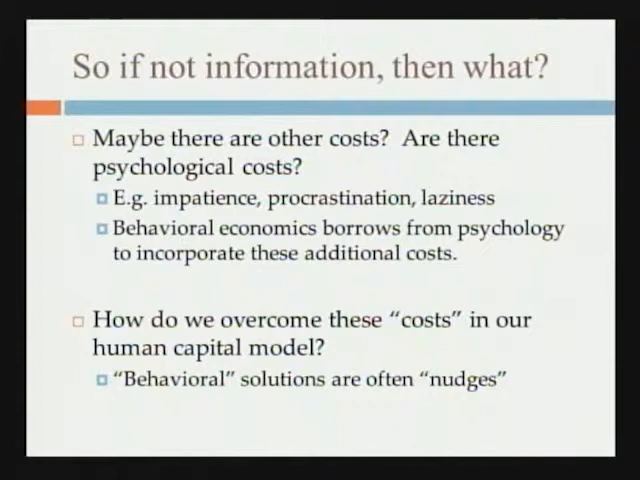 So if not information, then what?
Maybe there are other costs?  Are there
psychological costs?
E.g. impatience, procrastination, laziness
Behavioral economics borrows from psychology
to incorporate these additional costs.
How do we overcome these “costs” in our
human capital model?
“Behavioral” solutions are often “nudges”